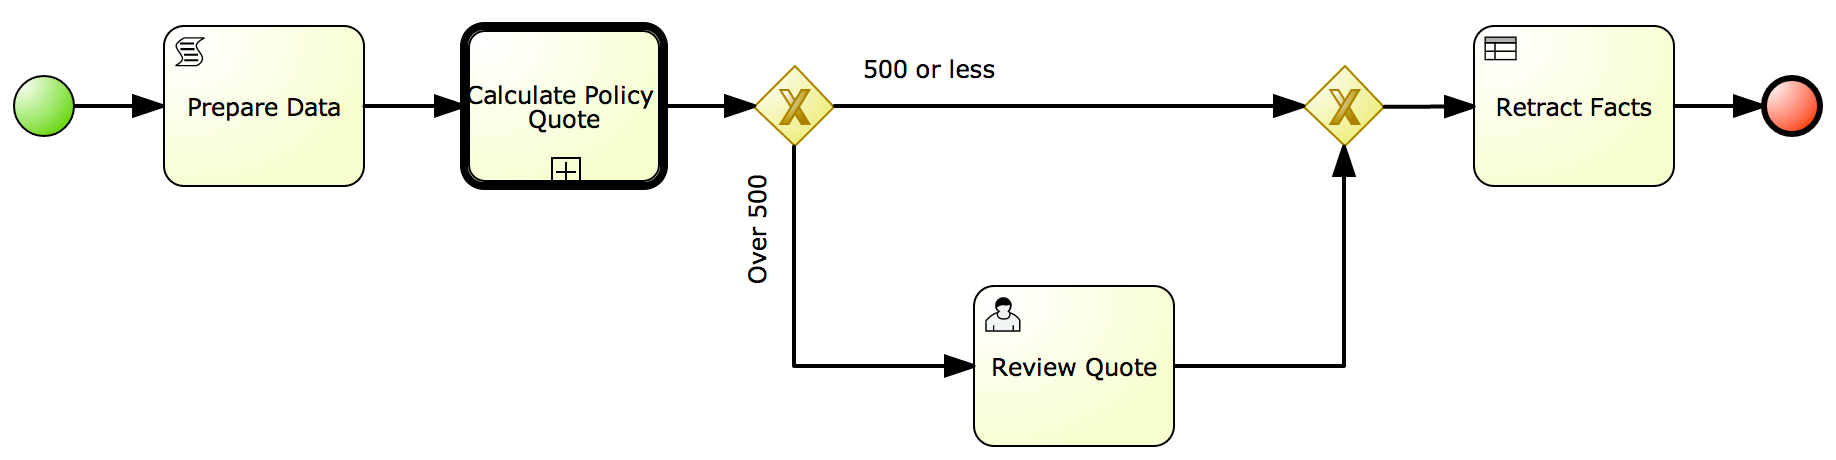 Prepare Data
Calculate Policy
Quote
500 or less
Over 500
Review Quote
Retract Facts